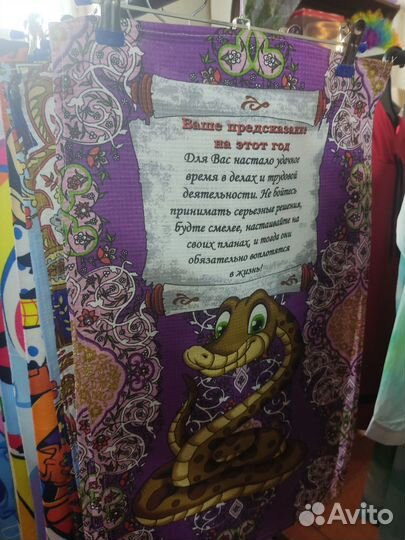 Ваше предсказание
на этот год
Для Вас настало удачное
время в делах и трудовой
деятельности. Не бойтесь
принимать серьезные решения,
будте смелее, настаивайте на
своих планах, и тогда они
обязательно воплотятся
в жизнь!
Avito